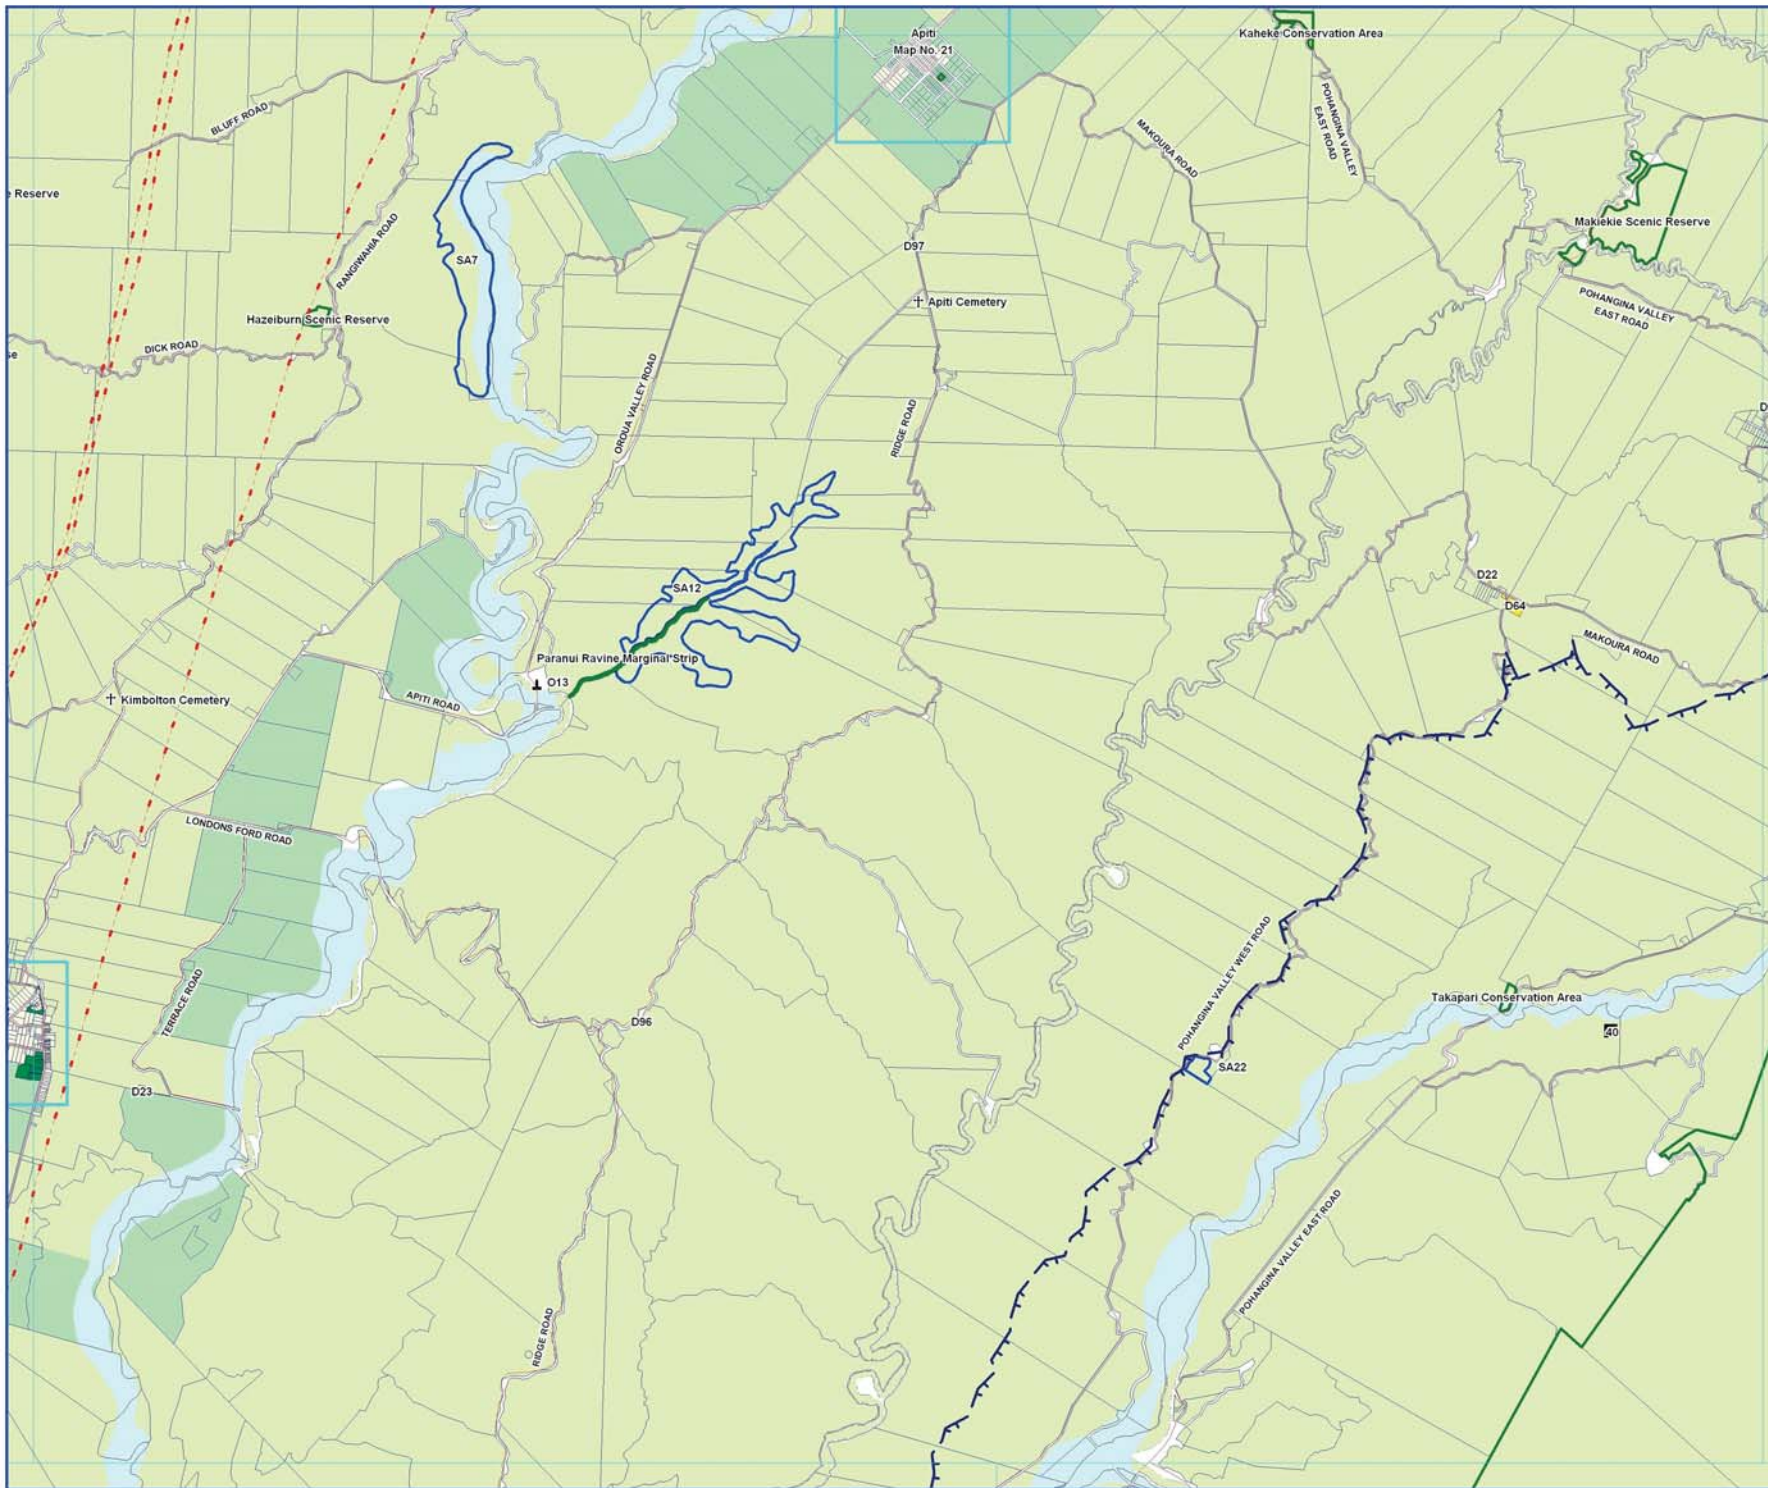 Apiti
Map No. 21
Kaheke Conservation Area
BLUFF ROAD
POHANGINA VALLEY
EAST ROAD
MAKOURA ROAD
e Reserve
RANGIWAHIA ROAD
Makiekie Scenic Reserve
D97
SA7
Apiti Cemetery
POHANGINA VALLEY
EAST ROAD
Hazelburn Scenic Reserve
DICK ROAD
se
OROUA VALLEY ROAD
RIDGE ROAD
D
SA12
D22
D64
MAKOURA ROAD
Paranui Ravine Marginal Strip
O13
Kimbolton Cemetery
APITI ROAD
LONDONS FORD ROAD
POHANGINA VALLEY WEST ROAD
TERRACE ROAD
Takapari Conservation Area
D96
40
SA22
D23
POHANGINA VALLEY EAST ROAD
RIDGE ROAD